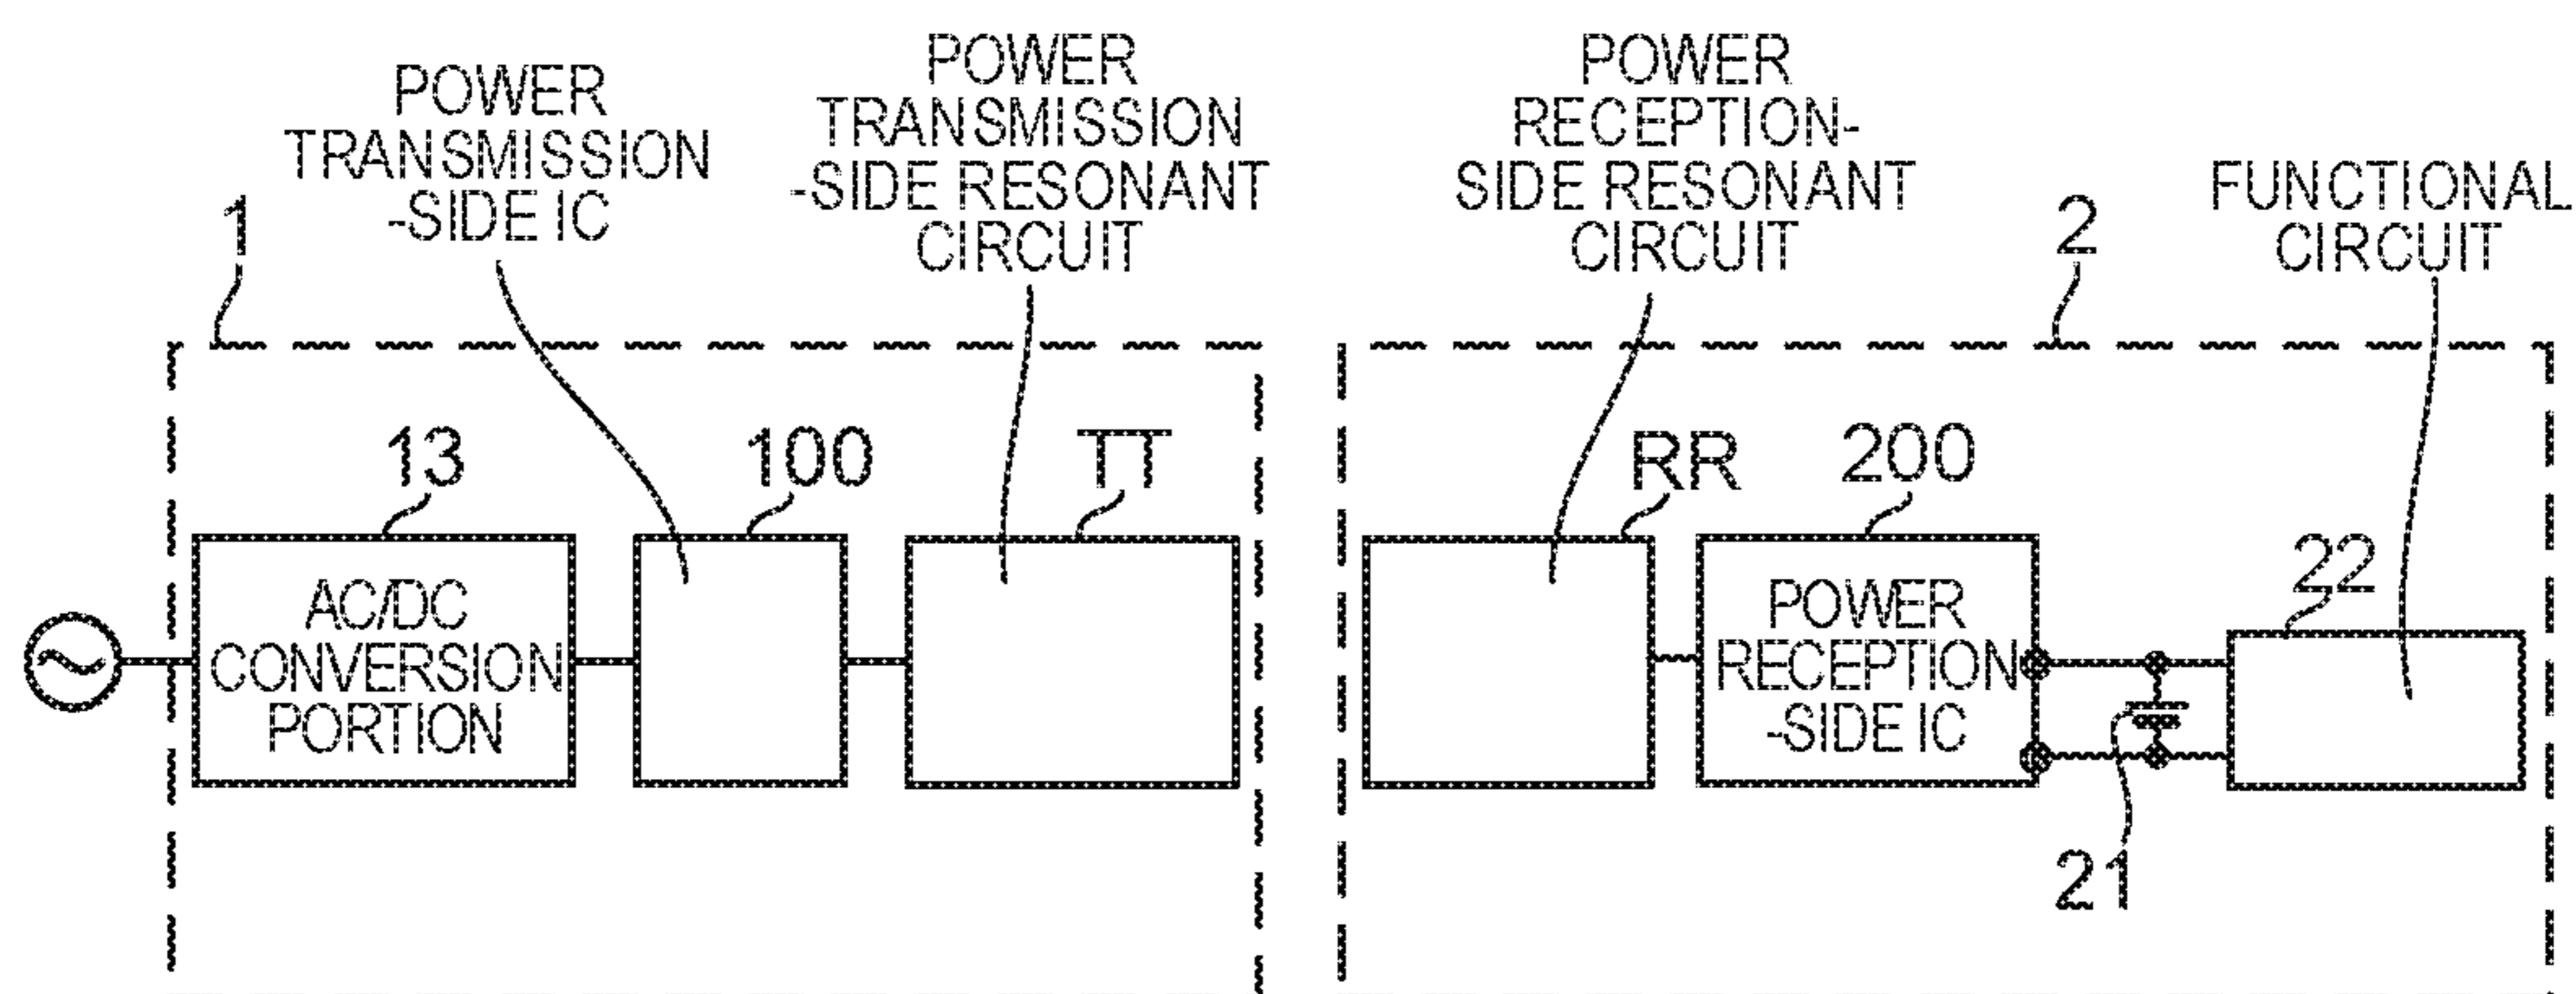 POWER
TRANSMISSION
-SIDE IC
POWER
TRANSMISSION
-SIDE RESONANT
CIRCUIT
POWER
RECEPTION-
SIDE RESONANT
CIRCUIT
FUNCTIONAL
CIRCUIT
1
2
13
100
TT
RR
200
22
AC/DC
CONVERSION
PORTION
POWER
RECEPTION
-SIDE IC
21